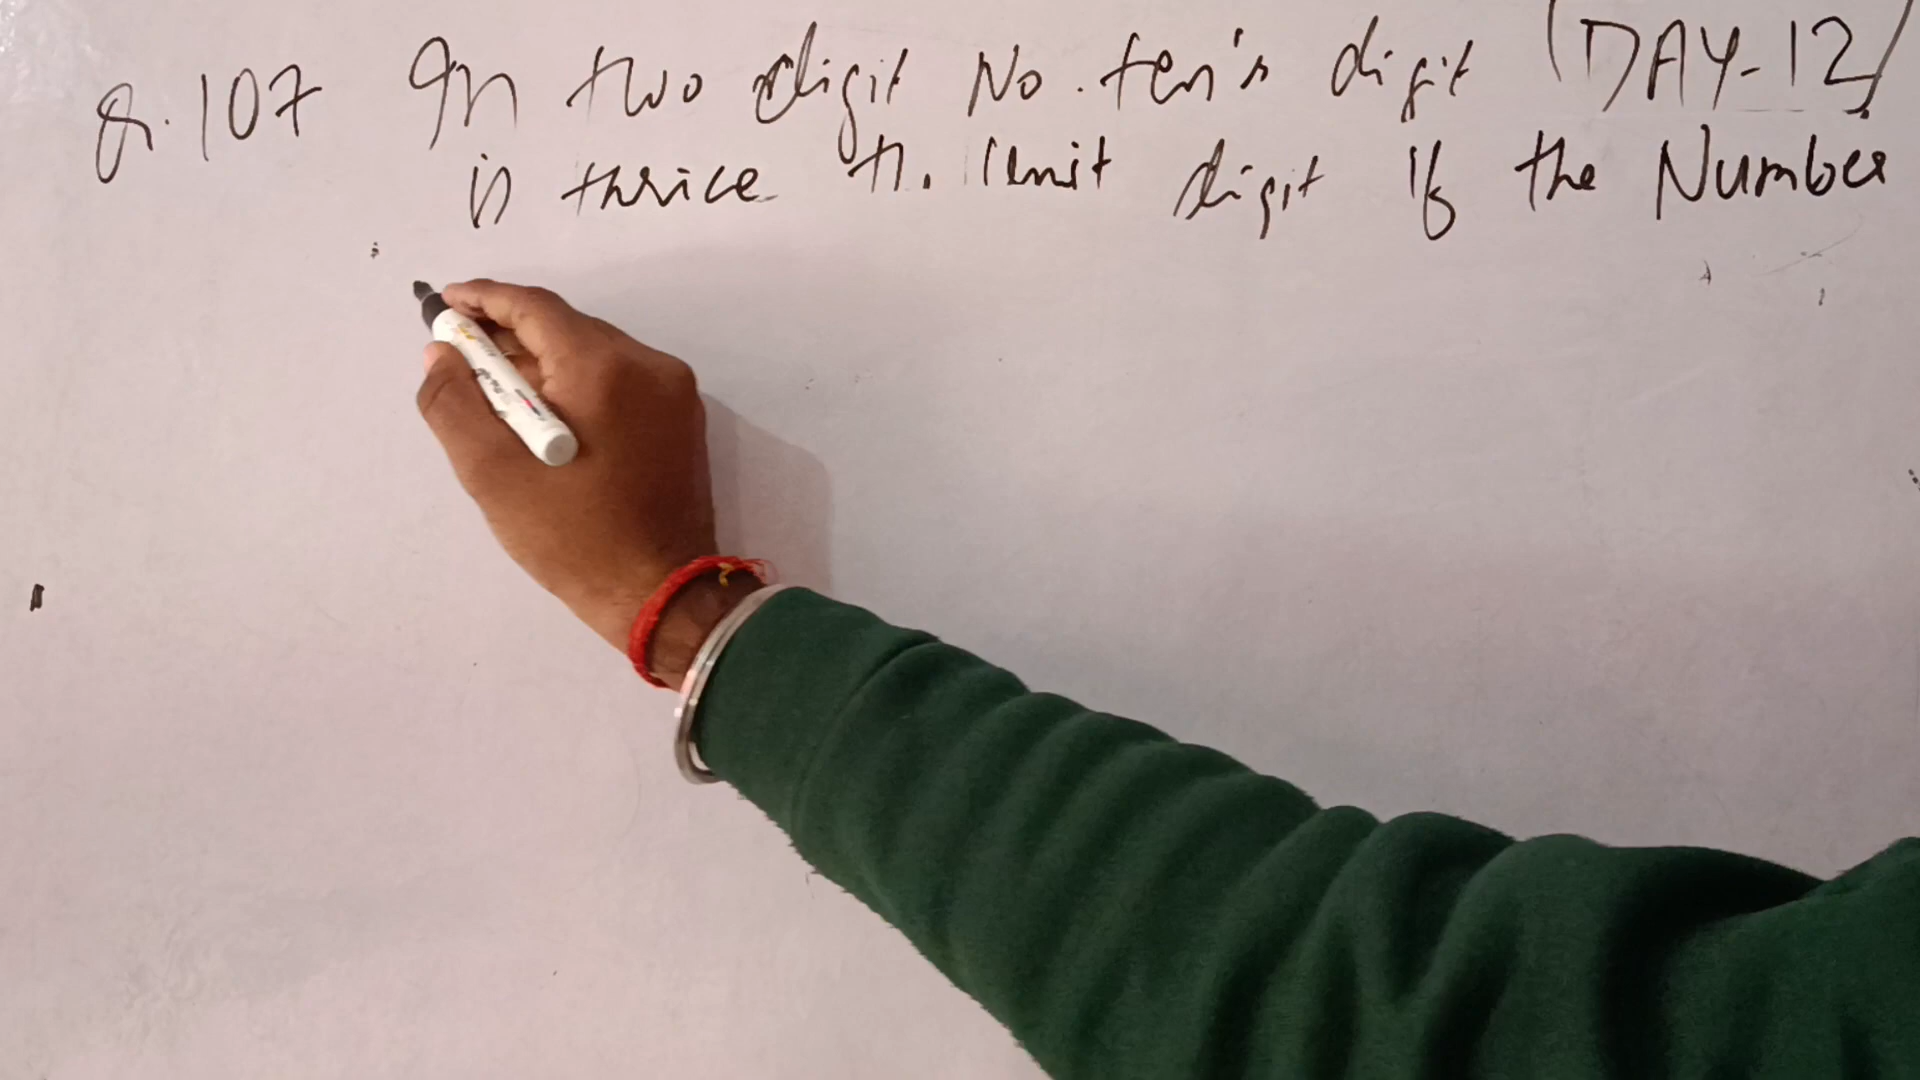 Q.107 In two digit No. ten's digit (DAY-12)
is thrice th. Unit digit If the Number